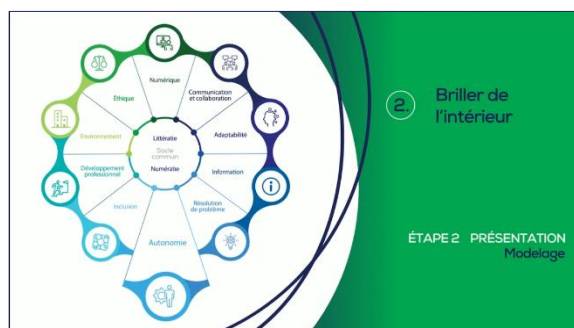 Numérique
Éthique
Communication
et collaboration
Environnement
Littératie
Socle
commun
Numératie
Adaptabilité
Développement
professionnel
Information
Inclusion
Résolution
de problème
Autonomie
2.
Briller de
l'intérieur
ÉTAPE 2 PRÉSENTATION
Modelage